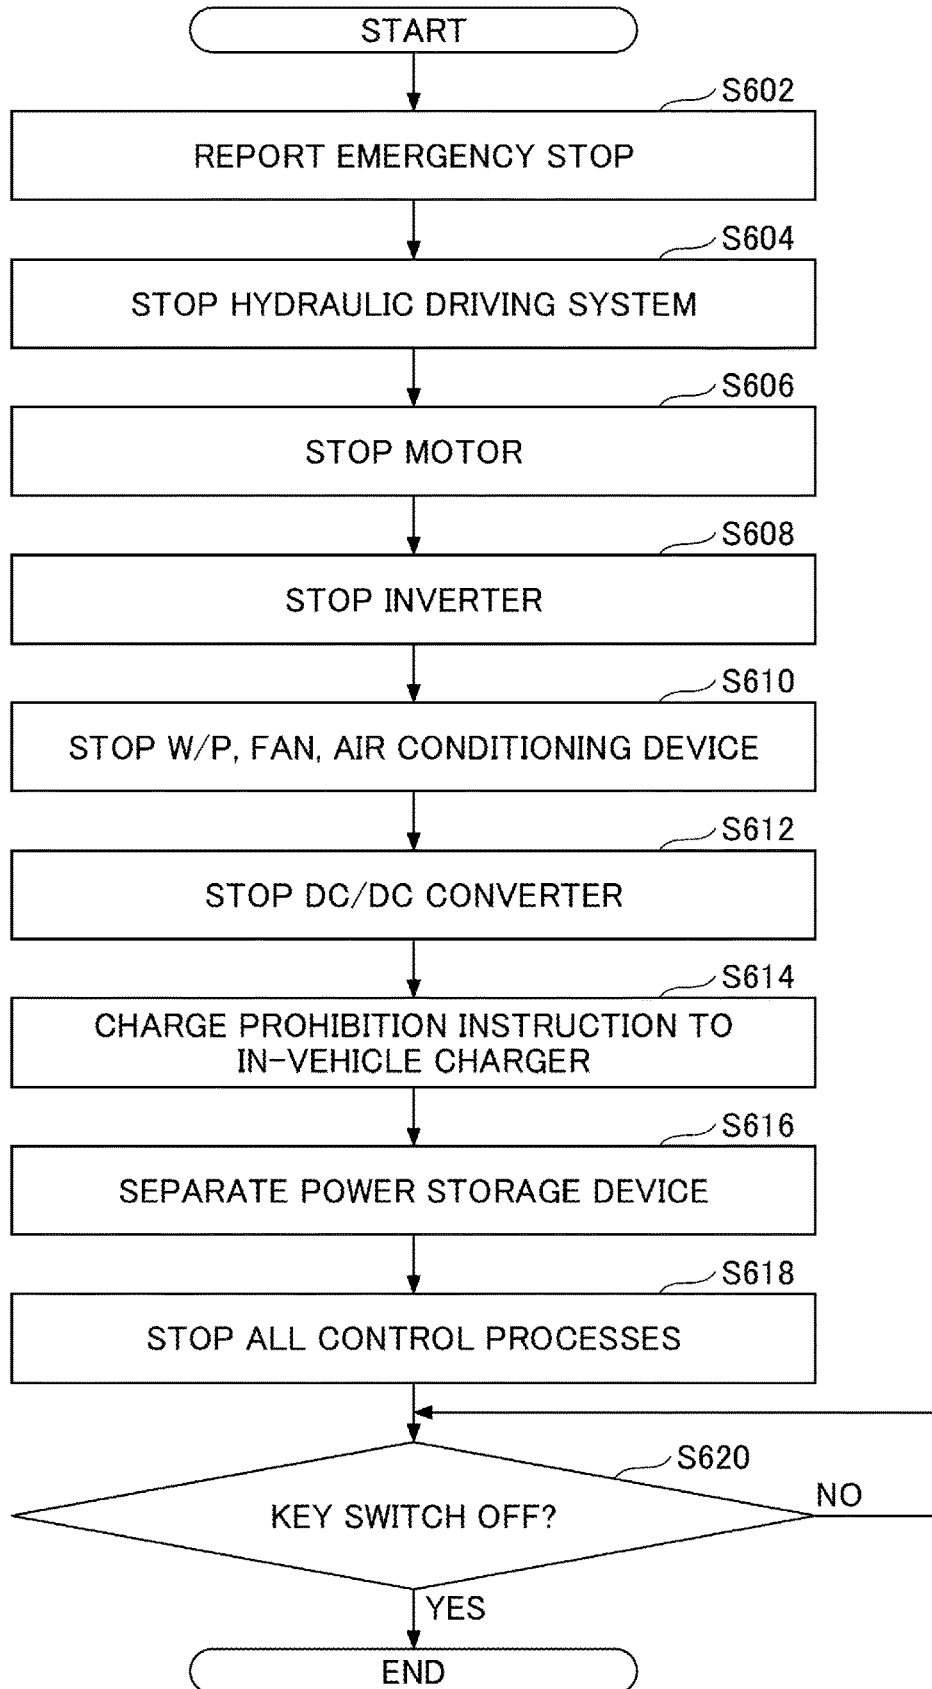 START
S602
REPORT EMERGENCY STOP
S604
STOP HYDRAULIC DRIVING SYSTEM
S606
STOP MOTOR
S608
STOP INVERTER
S610
STOP W/P, FAN, AIR CONDITIONING DEVICE
S612
STOP DC/DC CONVERTER
S614
CHARGE PROHIBITION INSTRUCTION TO
IN-VEHICLE CHARGER
S616
SEPARATE POWER STORAGE DEVICE
S618
STOP ALL CONTROL PROCESSES
S620
KEY SWITCH OFF?
NO
YES
END